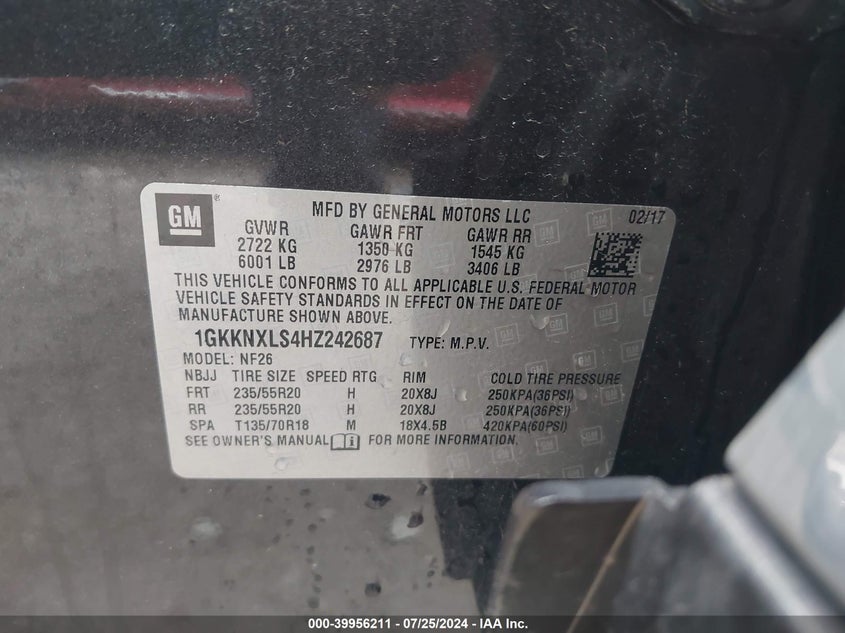 GM ®
MFD BY GENERAL MOTORS LLC 02/17
GVWR GAWR FRT GAWR RR
2722 KG 1350 KG 1545 KG
6001 LB 2976 LB 3406 LB
THIS VEHICLE CONFORMS TO ALL APPLICABLE U.S. FEDERAL MOTOR
VEHICLE SAFETY STANDARDS IN EFFECT ON THE DATE OF
MANUFACTURE SHOWN ABOVE.
1GKKNXLS4HZ242687 TYPE: M.P.V.
MODEL: NF26
NBJJ TIRE SIZE SPEED RTG RIM COLD TIRE PRESSURE
FRT 235/55R20 H 20X8J 250KPA(36PSI)
RR 235/55R20 H 20X8J 250KPA(36PSI)
SPA T135/70R18 M 18X4.5B 420KPA(60PSI)
SEE OWNER'S MANUAL FOR MORE INFORMATION.
000-39956211 - 07/25/2024 - IAA Inc.